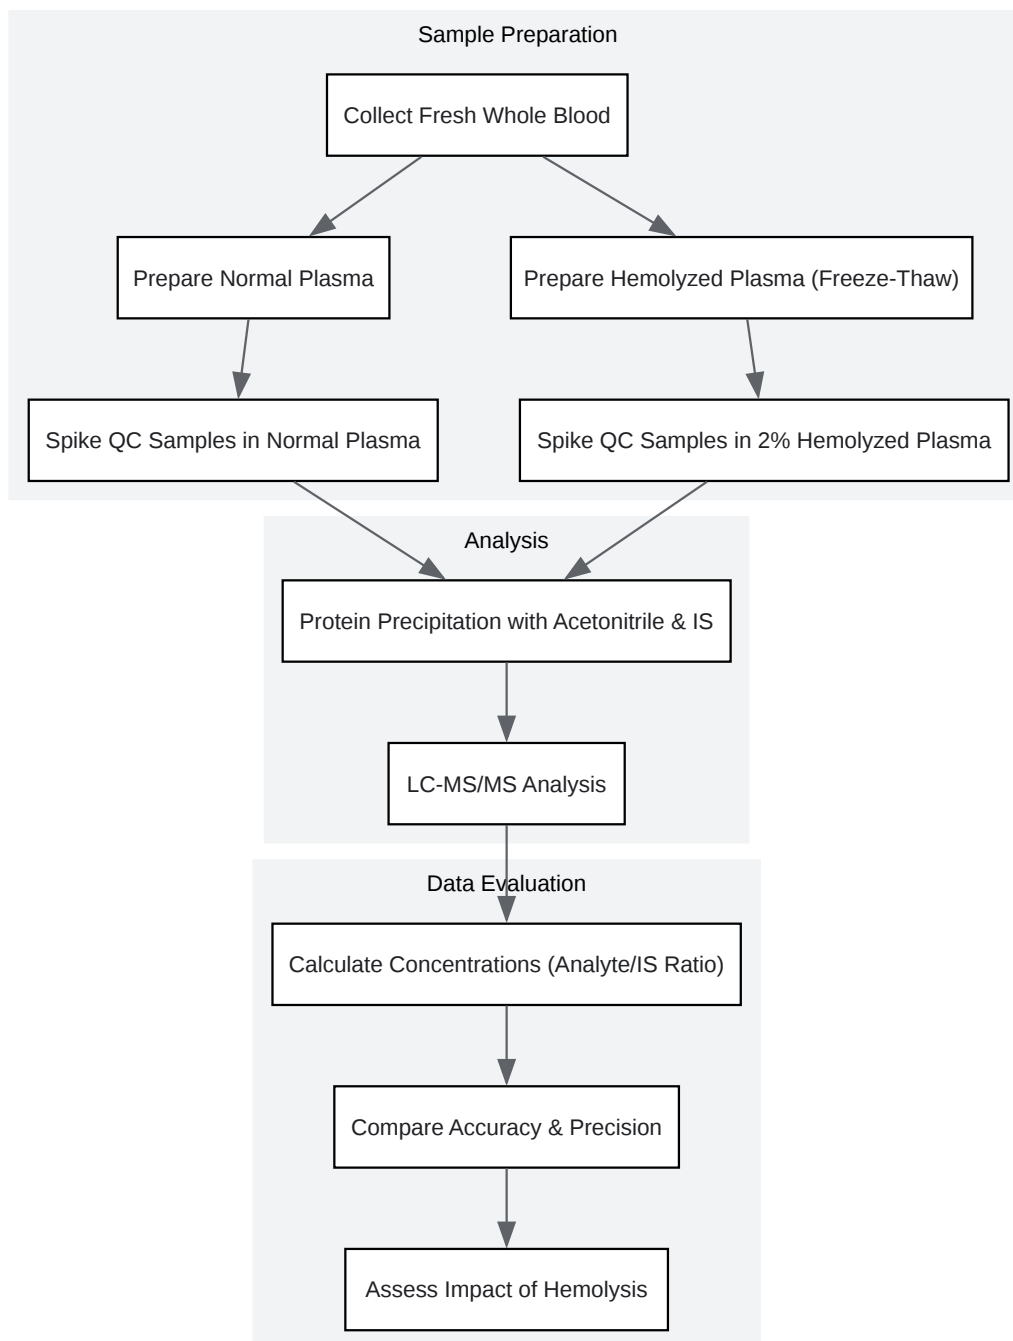 Sample Preparation
Collect Fresh Whole Blood
Prepare Normal Plasma
Prepare Hemolyzed Plasma (Freeze-Thaw)
Spike QC Samples in Normal Plasma
Spike QC Samples in 2% Hemolyzed Plasma
Analysis
Protein Precipitation with Acetonitrile & IS
LC-MS/MS Analysis
Data Evaluation
Calculate Concentrations (Analyte/IS Ratio)
Compare Accuracy & Precision
Assess Impact of Hemolysis